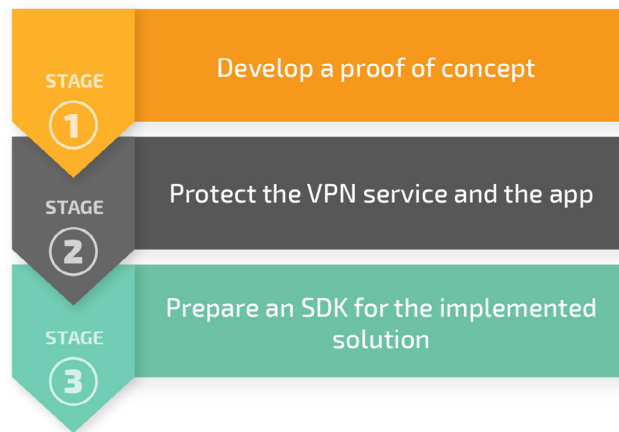 STAGE
1
Develop a proof of concept
STAGE
2
Protect the VPN service and the app
STAGE
3
Prepare an SDK for the implemented
solution